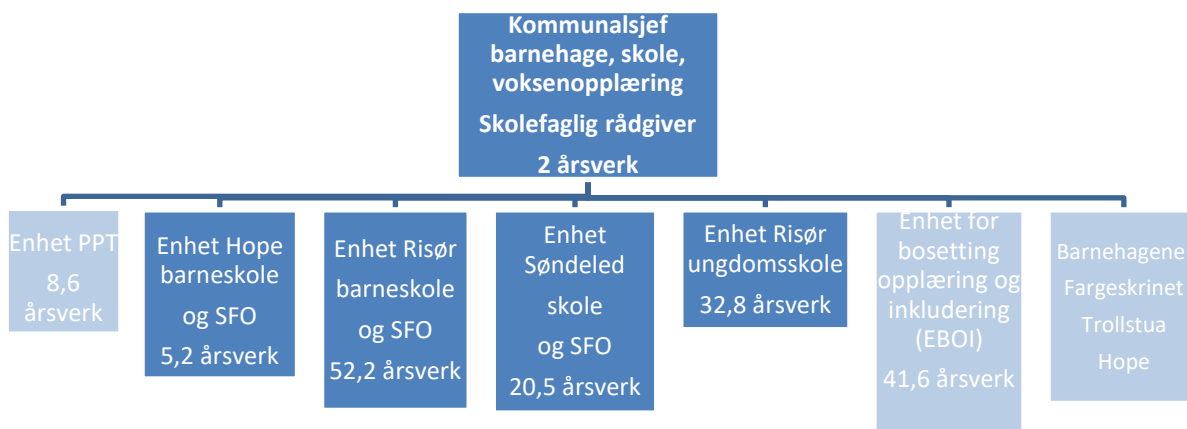 Kommunalsjef
barnehage, skole,
voksenopplæring
Skolefaglig rådgiver
2 årsverk
Enhet PPT
8,6
årsverk
Enhet Hope
barneskole
og SFO
5,2 årsverk
Enhet Risør
barneskole
og SFO
52,2 årsverk
Enhet
Søndeled
skole
og SFO
20,5 årsverk
Enhet Risør
ungdomsskole
32,8 årsverk
Enhet for
bosetting
opplæring og
inkludering
(EBOI)
41,6 årsverk
Barnehagene
Fargeskrinet
Trollstua
Hope